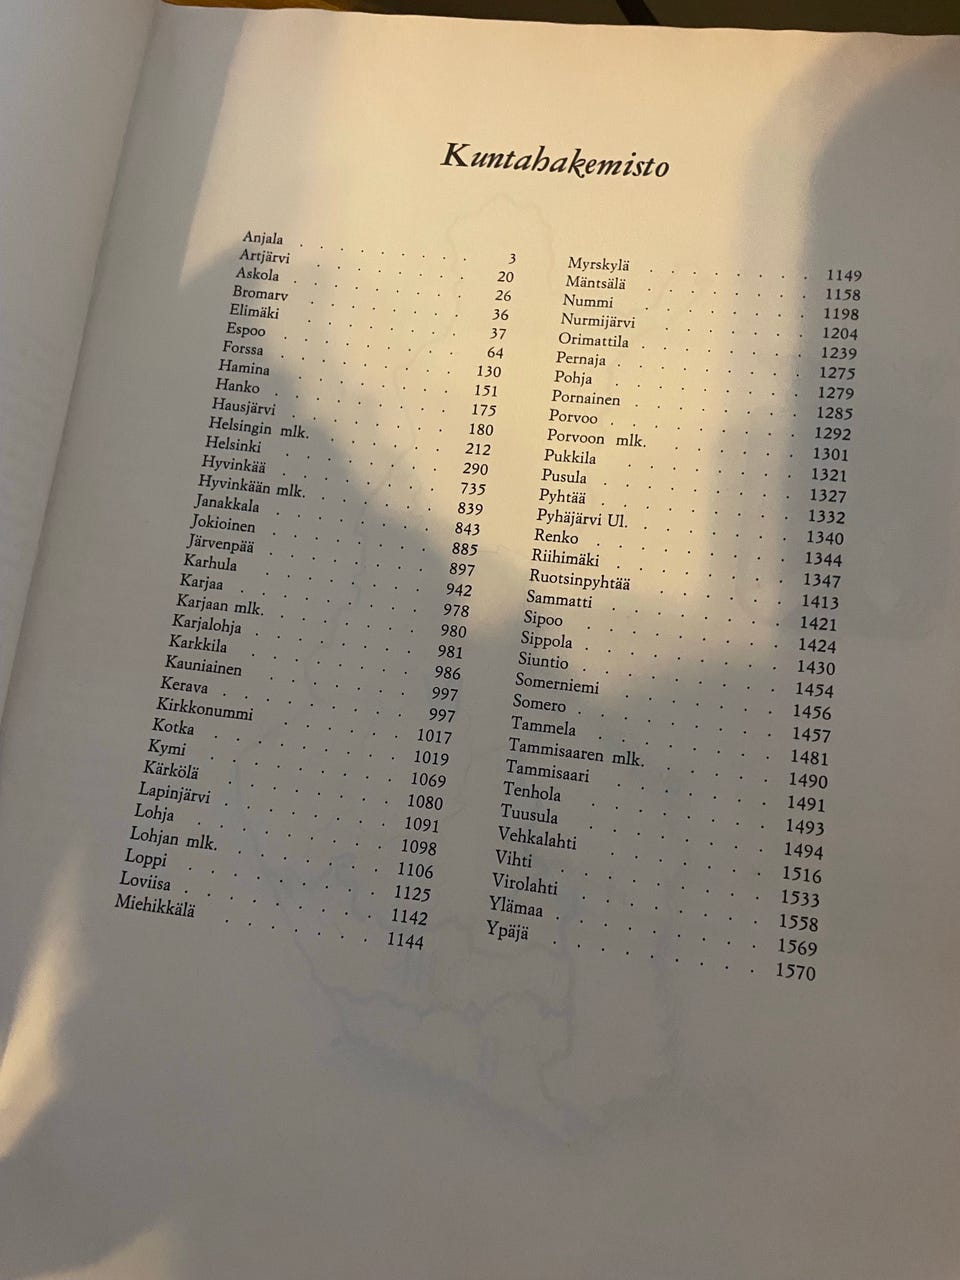 Kuntahakemisto
Anjala . . . . . . . . . 3
Artjärvi . . . . . . . . 20
Askola . . . . . . . . . 26
Bromarv . . . . . . . . 36
Elimäki . . . . . . . . 37
Espoo . . . . . . . . . 64
Forssa . . . . . . . . . 130
Hamina . . . . . . . . 151
Hanko . . . . . . . . . 175
Hausjärvi . . . . . . . . 180
Helsingin mlk. . . . . . . 212
Helsinki . . . . . . . . 290
Hyvinkää . . . . . . . . 735
Hyvinkään mlk. . . . . . . 839
Janakkala . . . . . . . . 843
Jokioinen . . . . . . . . 885
Järvenpää . . . . . . . . 897
Karhula . . . . . . . . 942
Karjaa . . . . . . . . . 978
Karjaan mlk. . . . . . . . 980
Karjalohja . . . . . . . . 981
Karkkila . . . . . . . . 986
Kauniainen . . . . . . . 997
Kerava . . . . . . . . . 997
Kirkkonummi . . . . . . . 1017
Kotka . . . . . . . . . 1019
Kymi . . . . . . . . . 1069
Kärkölä . . . . . . . . 1080
Lapinjärvi . . . . . . . . 1091
Lohja . . . . . . . . . 1098
Lohjan mlk. . . . . . . . 1106
Loppi . . . . . . . . . 1125
Loviisa . . . . . . . . . 1142
Miehikkälä . . . . . . . 1144
Myrskylä . . . . . . . . 1149
Mäntsälä . . . . . . . . 1158
Nummi . . . . . . . . 1198
Nurmijärvi . . . . . . . 1204
Orimattila . . . . . . . . 1239
Pernaja . . . . . . . . 1275
Pohja . . . . . . . . . 1279
Pornainen . . . . . . . . 1285
Porvoo . . . . . . . . . 1292
Porvoon mlk. . . . . . . . 1301
Pukkila . . . . . . . . 1321
Pusula . . . . . . . . . 1327
Pyhtää . . . . . . . . . 1332
Pyhäjärvi Ul. . . . . . . . 1340
Renko . . . . . . . . . 1344
Riihimäki . . . . . . . . 1347
Ruotsinpyhtää . . . . . . 1413
Sammatti . . . . . . . . 1421
Sipoo . . . . . . . . . 1424
Sippola . . . . . . . . . 1430
Siuntio . . . . . . . . 1454
Somerniemi . . . . . . . 1456
Somero . . . . . . . . . 1457
Tammela . . . . . . . . 1481
Tammisaaren mlk. . . . . . 1490
Tammisaari . . . . . . . 1491
Tenhola . . . . . . . . 1493
Tuusula . . . . . . . . 1494
Vehkalahti . . . . . . . 1516
Vihti . . . . . . . . . 1533
Virolahti . . . . . . . . 1558
Ylämaa . . . . . . . . 1569
Ypäjä . . . . . . . . . 1570